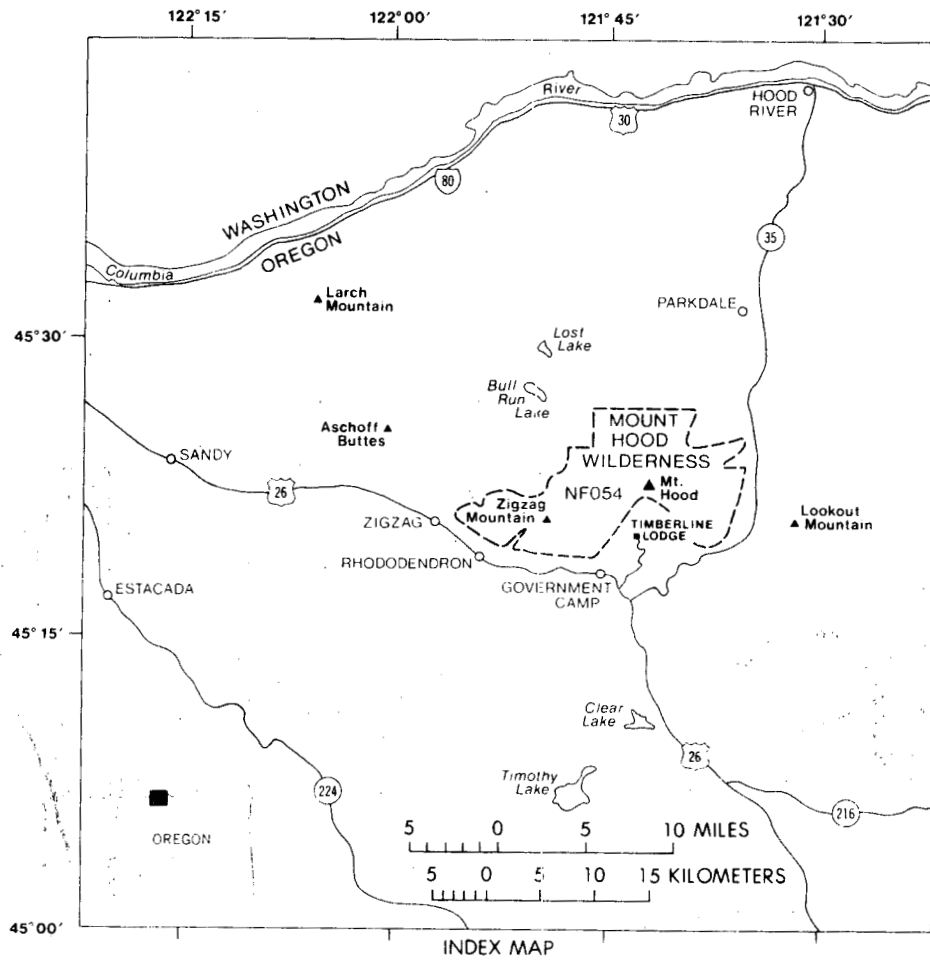 122°15'
122°00'
121°45'
121°30'
River
HOOD
RIVER
30
80
WASHINGTON
OREGON
35
Columbia
Larch
Mountain
PARKDALE
45°30'
Lost
Lake
Bull
Run
Lake
Aschoff
Buttes
MOUNT
HOOD
WILDERNESS
SANDY
26
NF054
Mt.
Hood
Zigzag
Mountain
ZIGZAG
TIMBERLINE
LODGE
Lookout
Mountain
RHODODENDRON
GOVERNMENT
CAMP
ESTACADA
45°15'
Clear
Lake
26
Timothy
Lake
224
216
OREGON
5 0 5 10 MILES
5 0 5 10 15 KILOMETERS
45°00'
INDEX MAP